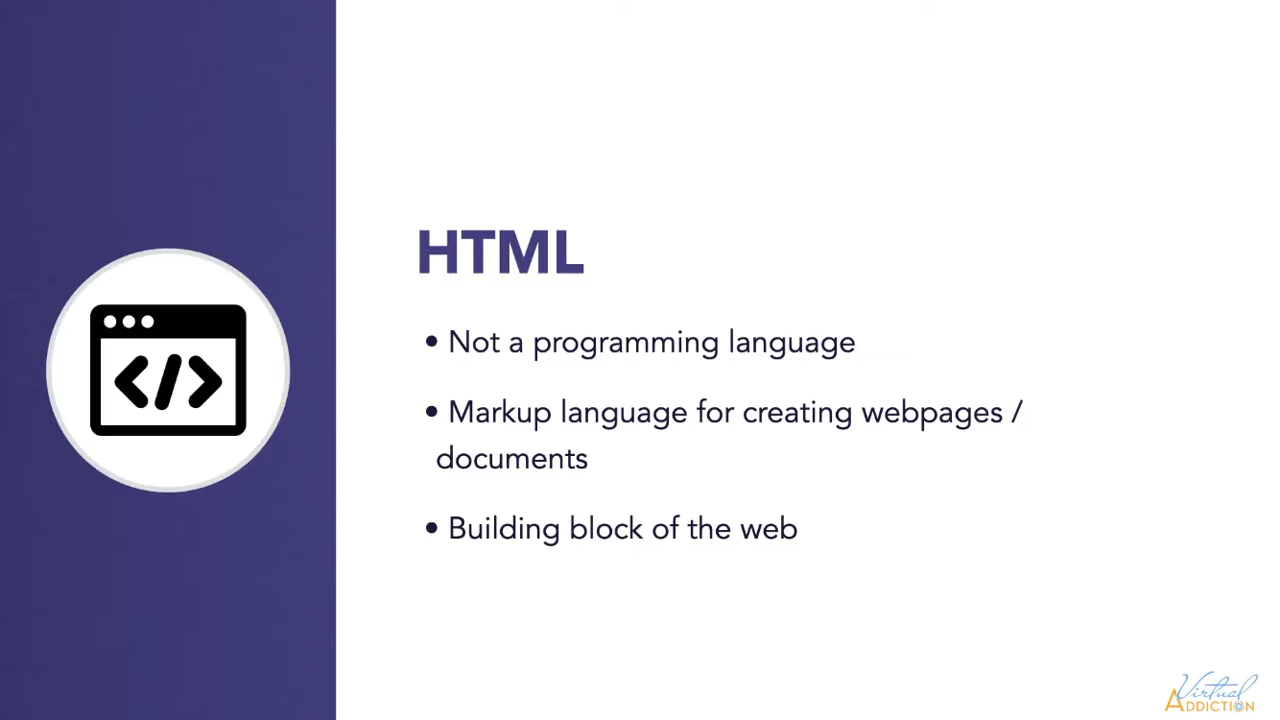 HTML
• Not a programming language
• Markup language for creating webpages /
documents
• Building block of the web
</>
Virtual
ADDICTION